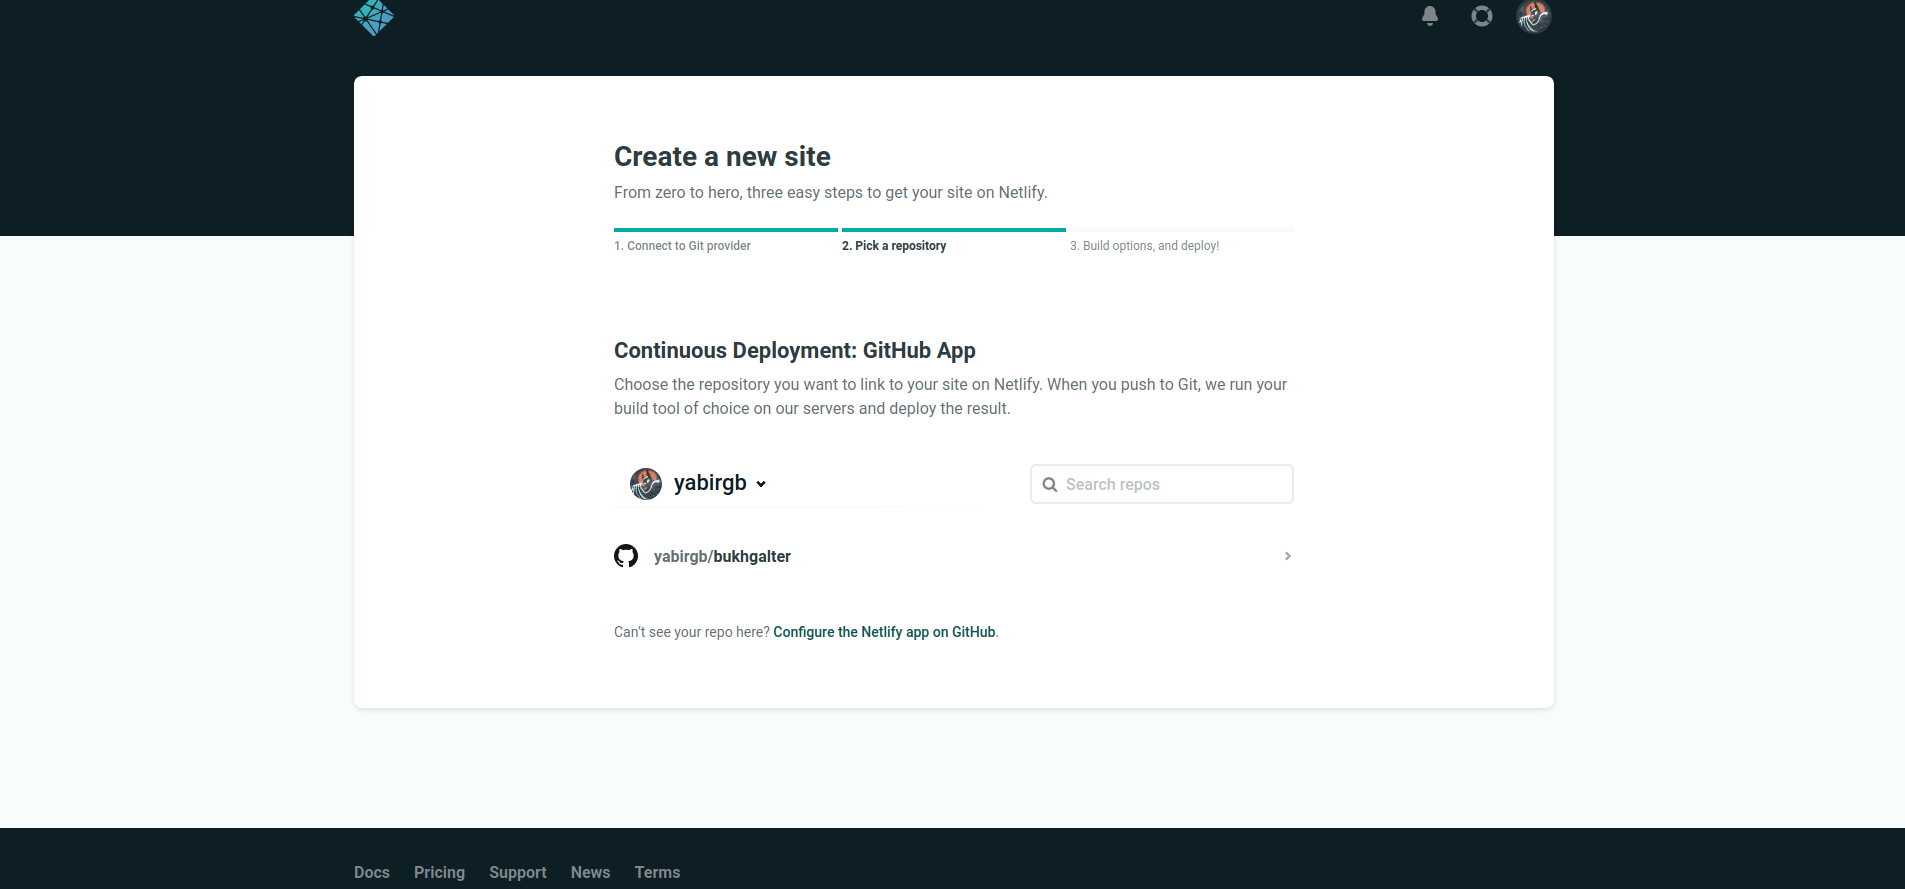 Create a new site
From zero to hero, three easy steps to get your site on Netlify.
1. Connect to Git provider
2. Pick a repository
3. Build options, and deploy!
Continuous Deployment: GitHub App
Choose the repository you want to link to your site on Netlify. When you push to Git, we run your
build tool of choice on our servers and deploy the result.
yabirgb
Search repos
yabirgb/bukhgalter
Can’t see your repo here? Configure the Netlify app on GitHub.
Docs Pricing Support News Terms